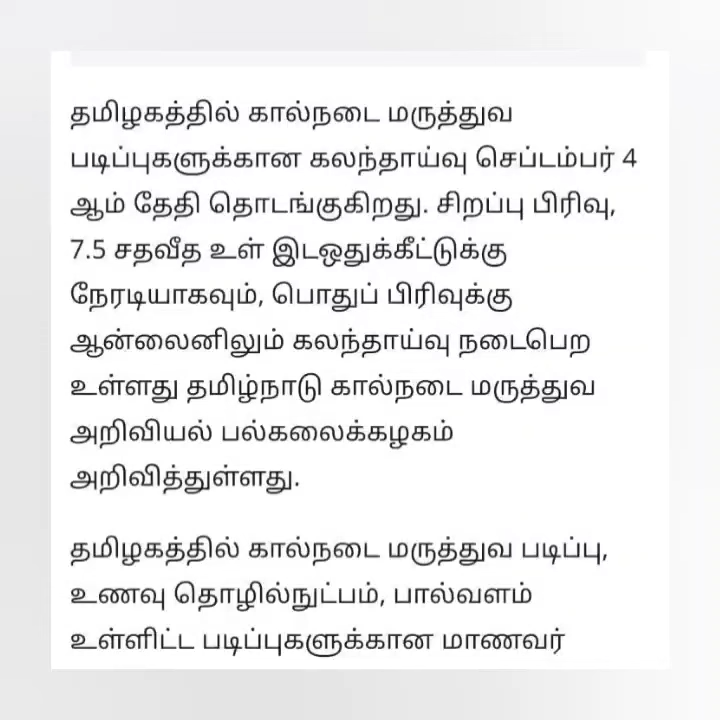 தமிழகத்தில் கால்நடை மருத்துவ
படிப்புகளுக்கான கலந்தாய்வு செப்டம்பர் 4
ஆம் தேதி தொடங்குகிறது. சிறப்பு பிரிவு,
7.5 சதவீத உள் இடஒதுக்கீட்டுக்கு
நேரடியாகவும், பொதுப் பிரிவுக்கு
ஆன்லைனிலும் கலந்தாய்வு நடைபெற
உள்ளது தமிழ்நாடு கால்நடை மருத்துவ
அறிவியல் பல்கலைக்கழகம்
அறிவித்துள்ளது.
தமிழகத்தில் கால்நடை மருத்துவ படிப்பு,
உணவு தொழில்நுட்பம், பால்வளம்
உள்ளிட்ட படிப்புகளுக்கான மாணவர்